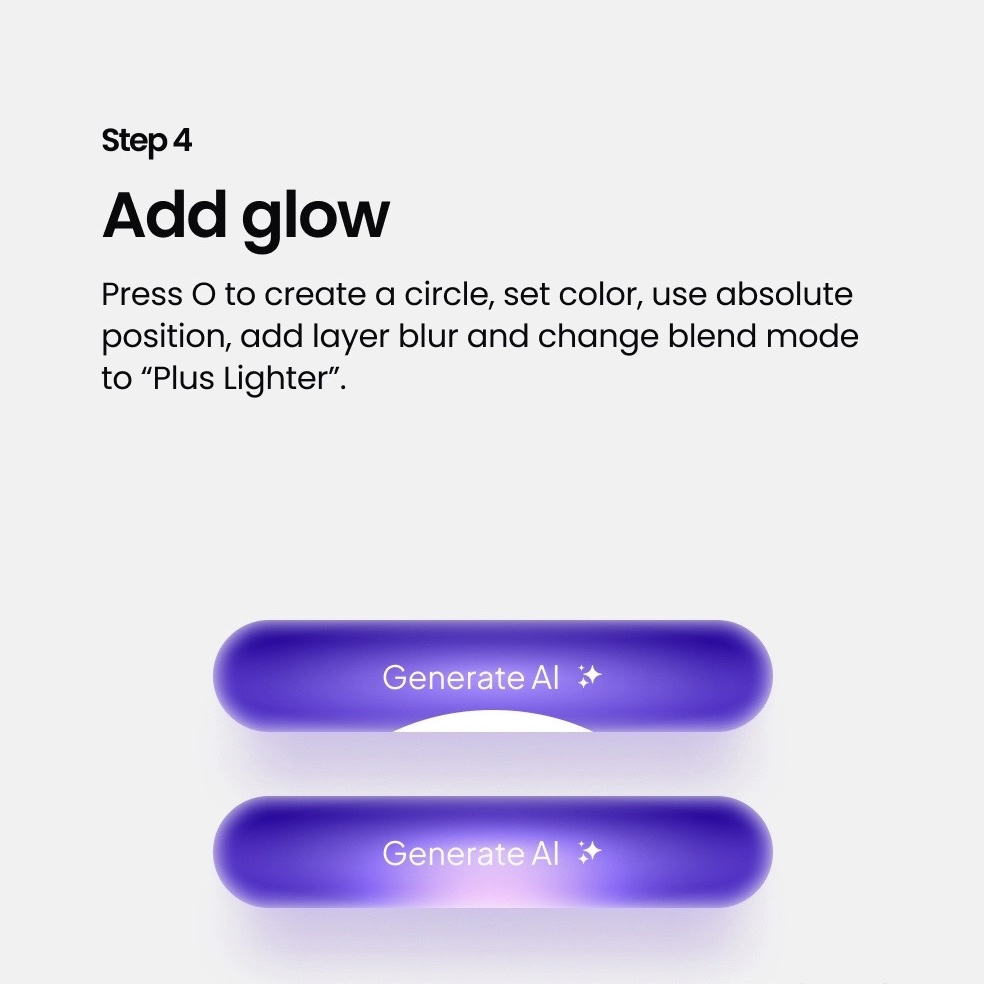 Step 4
Add glow
Press O to create a circle, set color, use absolute
position, add layer blur and change blend mode
to “Plus Lighter”.
Generate AI
Generate AI